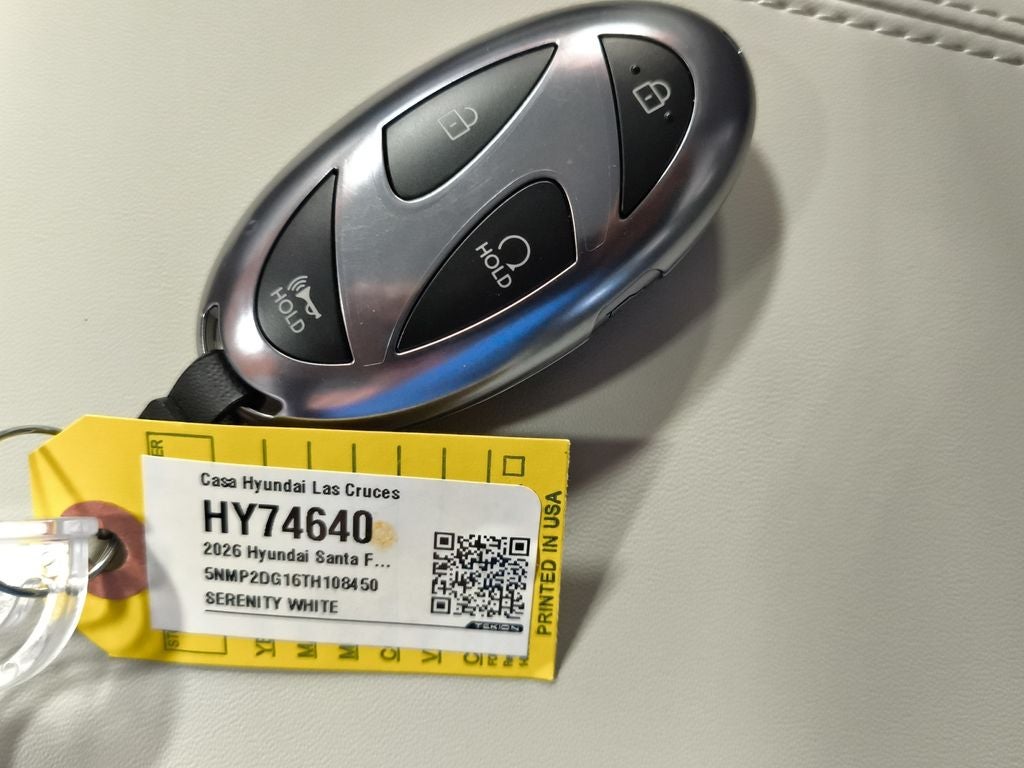 HOLD
HOLD
Casa Hyundai Las Cruces
HY74640
2026 Hyundai Santa F...
5NMP2DG16TH108450
SERENITY WHITE
TEKION
PRINTED IN USA